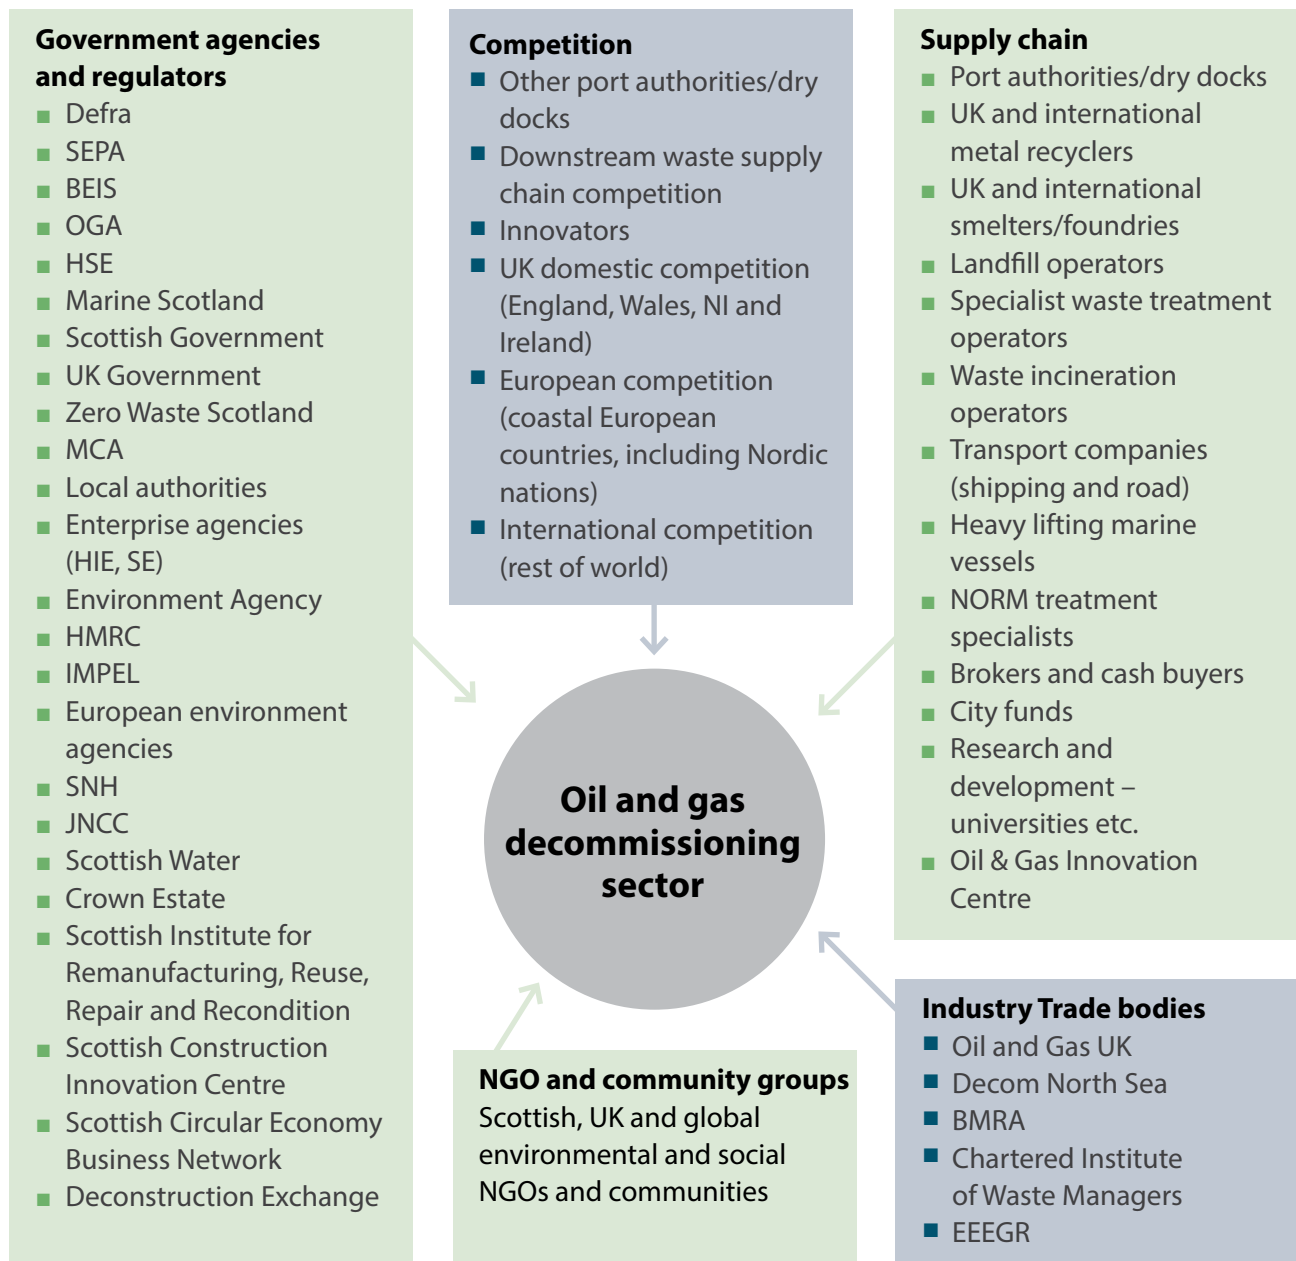 Government agencies
and regulators
■ Defra
■ SEPA
■ BEIS
■ OGA
■ HSE
■ Marine Scotland
■ Scottish Government
■ UK Government
■ Zero Waste Scotland
■ MCA
■ Local authorities
■ Enterprise agencies
(HIE, SE)
■ Environment Agency
■ HMRC
■ IMPEL
■ European environment
agencies
■ SNH
■ JNCC
■ Scottish Water
■ Crown Estate
■ Scottish Institute for
Remanufacturing, Reuse,
Repair and Recondition
■ Scottish Construction
Innovation Centre
■ Scottish Circular Economy
Business Network
■ Deconstruction Exchange
Competition
■ Other port authorities/dry
docks
■ Downstream waste supply
chain competition
■ Innovators
■ UK domestic competition
(England, Wales, NI and
Ireland)
■ European competition
(coastal European
countries, including Nordic
nations)
■ International competition
(rest of world)
Supply chain
■ Port authorities/dry docks
■ UK and international
metal recyclers
■ UK and international
smelters/foundries
■ Landfill operators
■ Specialist waste treatment
operators
■ Waste incineration
operators
■ Transport companies
(shipping and road)
■ Heavy lifting marine
vessels
■ NORM treatment
specialists
■ Brokers and cash buyers
■ City funds
■ Research and
development –
universities etc.
■ Oil & Gas Innovation
Centre
Oil and gas
decommissioning
sector
NGO and community groups
Scottish, UK and global
environmental and social
NGOs and communities
Industry Trade bodies
■ Oil and Gas UK
■ Decom North Sea
■ BMRA
■ Chartered Institute
of Waste Managers
■ EEEGR